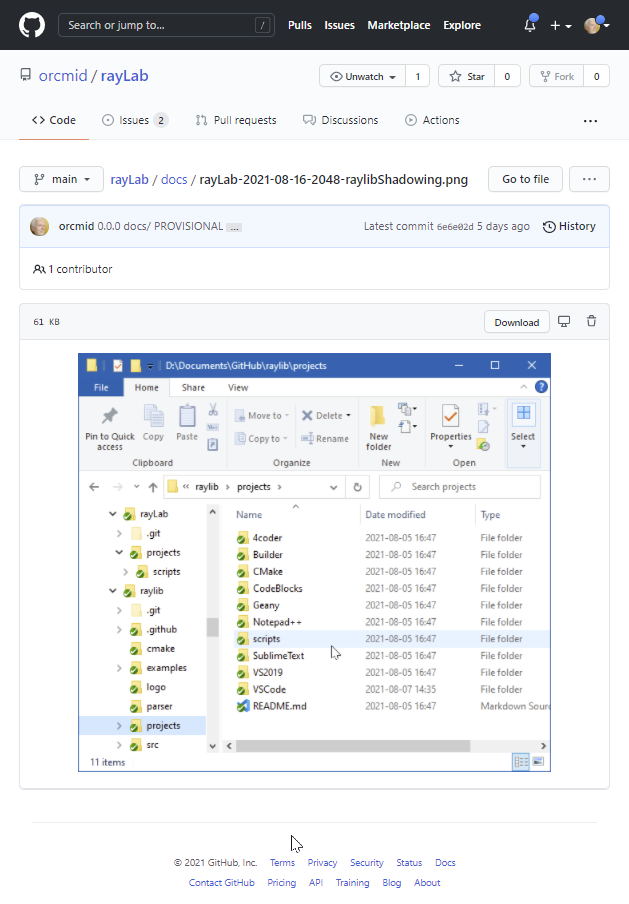 Search or jump to... /
Pulls Issues Marketplace Explore
orcmid / rayLab
Unwatch 1 Star 0 Fork 0
Code Issues 2 Pull requests Discussions Actions ...
main rayLab / docs / rayLab-2021-08-16-2048-raylibShadowing.png Go to file ...
orcmid 0.0.0 docs/ PROVISIONAL ... Latest commit 6e6e02d 5 days ago History
1 contributor
61 KB Download
D:\Documents\GitHub\raylib\projects
File Home Share View
Pin to Quick access Copy Paste
Move to Copy to Delete Rename
New folder Properties Select
Clipboard Organize New Open
« raylib › projects › Search projects
Name Date modified Type
rayLab
.git
projects
scripts
raylib
.git
.github
cmake
examples
logo
parser
projects
src
4coder 2021-08-05 16:47 File folder
Builder 2021-08-05 16:47 File folder
CMake 2021-08-05 16:47 File folder
CodeBlocks 2021-08-05 16:47 File folder
Geany 2021-08-05 16:47 File folder
Notepad++ 2021-08-05 16:47 File folder
scripts 2021-08-05 16:47 File folder
SublimeText 2021-08-05 16:47 File folder
VS2019 2021-08-05 16:47 File folder
VSCode 2021-08-07 14:35 File folder
README.md 2021-08-05 16:47 Markdown Sourc
11 items
© 2021 GitHub, Inc. Terms Privacy Security Status Docs
Contact GitHub Pricing API Training Blog About